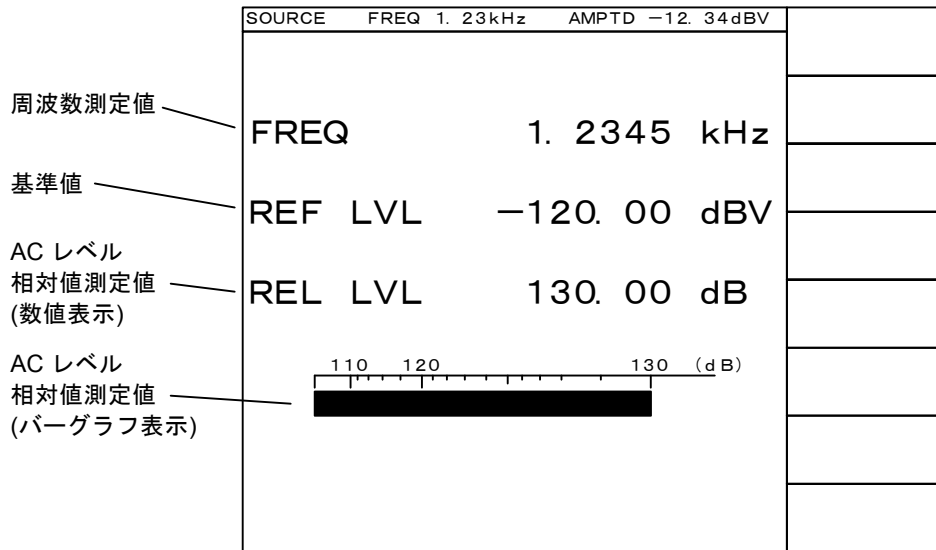 SOURCE FREQ 1. 23kHz AMPTD −12. 34dBV
周波数測定値
FREQ 1. 2345 kHz
基準値
REF LVL −120. 00 dBV
AC レベル
相対値測定値
(数値表示)
REL LVL 130. 00 dB
AC レベル
相対値測定値
(バーグラフ表示)
110 120 130 (dB)